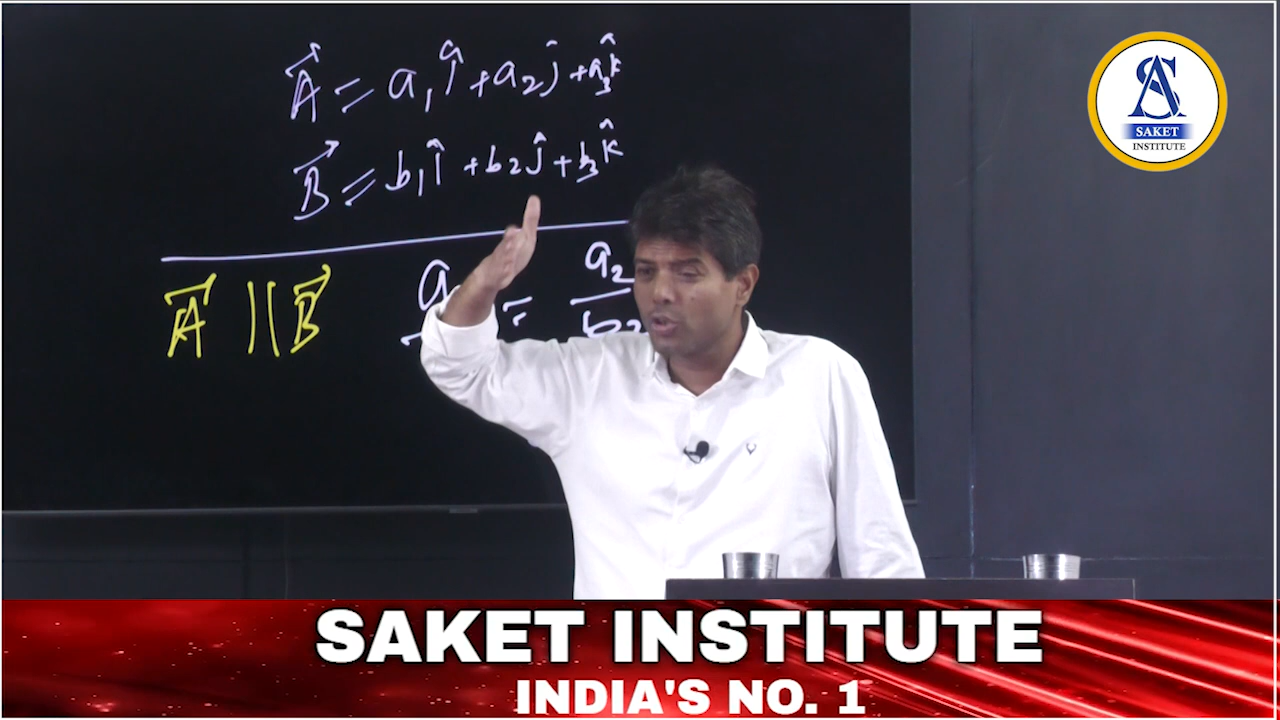 A⃗ = a₁î + a₂ĵ + a₃k̂
B⃗ = b₁î + b₂ĵ + b₃k̂
A⃗ || B⃗ a = a₂/b₂
SAKET
INSTITUTE
SAKET INSTITUTE
INDIA'S NO. 1